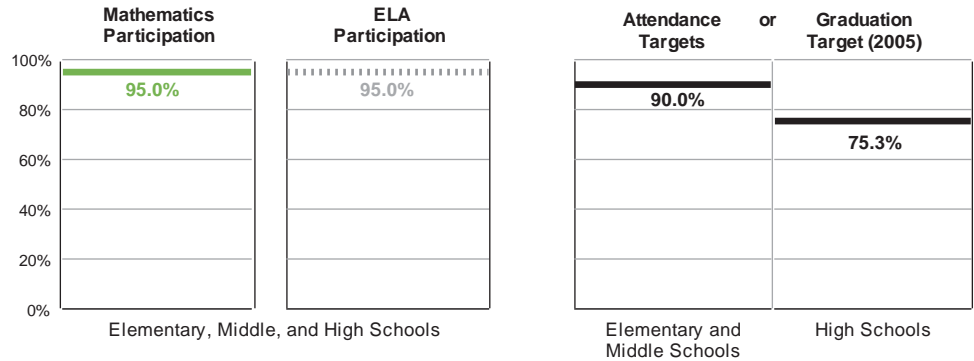 Mathematics
Participation
ELA
Participation
Attendance or Graduation
Targets Target (2005)
100%
80%
60%
40%
20%
0%
95.0%
95.0%
90.0%
75.3%
Elementary, Middle, and High Schools
Elementary and
Middle Schools
High Schools